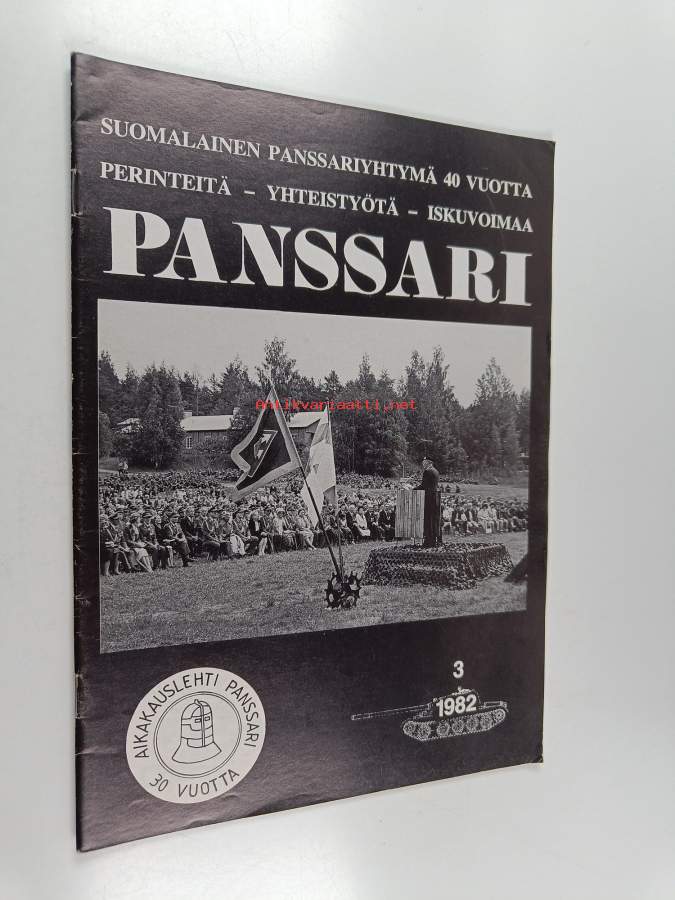 SUOMALAINEN PANSSARIYHTYMÄ 40 VUOTTA
PERINTEITÄ – YHTEISTYÖTÄ – ISKUVOIMAA
PANSSARI
Antikvariaatti.net
AIKAKAUSLEHTI PANSSARI
30 VUOTTA
3
1982